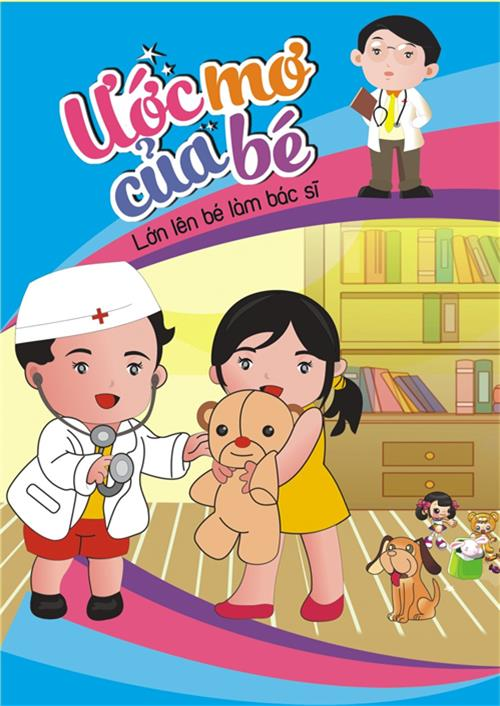 Ước mơ
của bé
Lớn lên bé làm bác sĩ